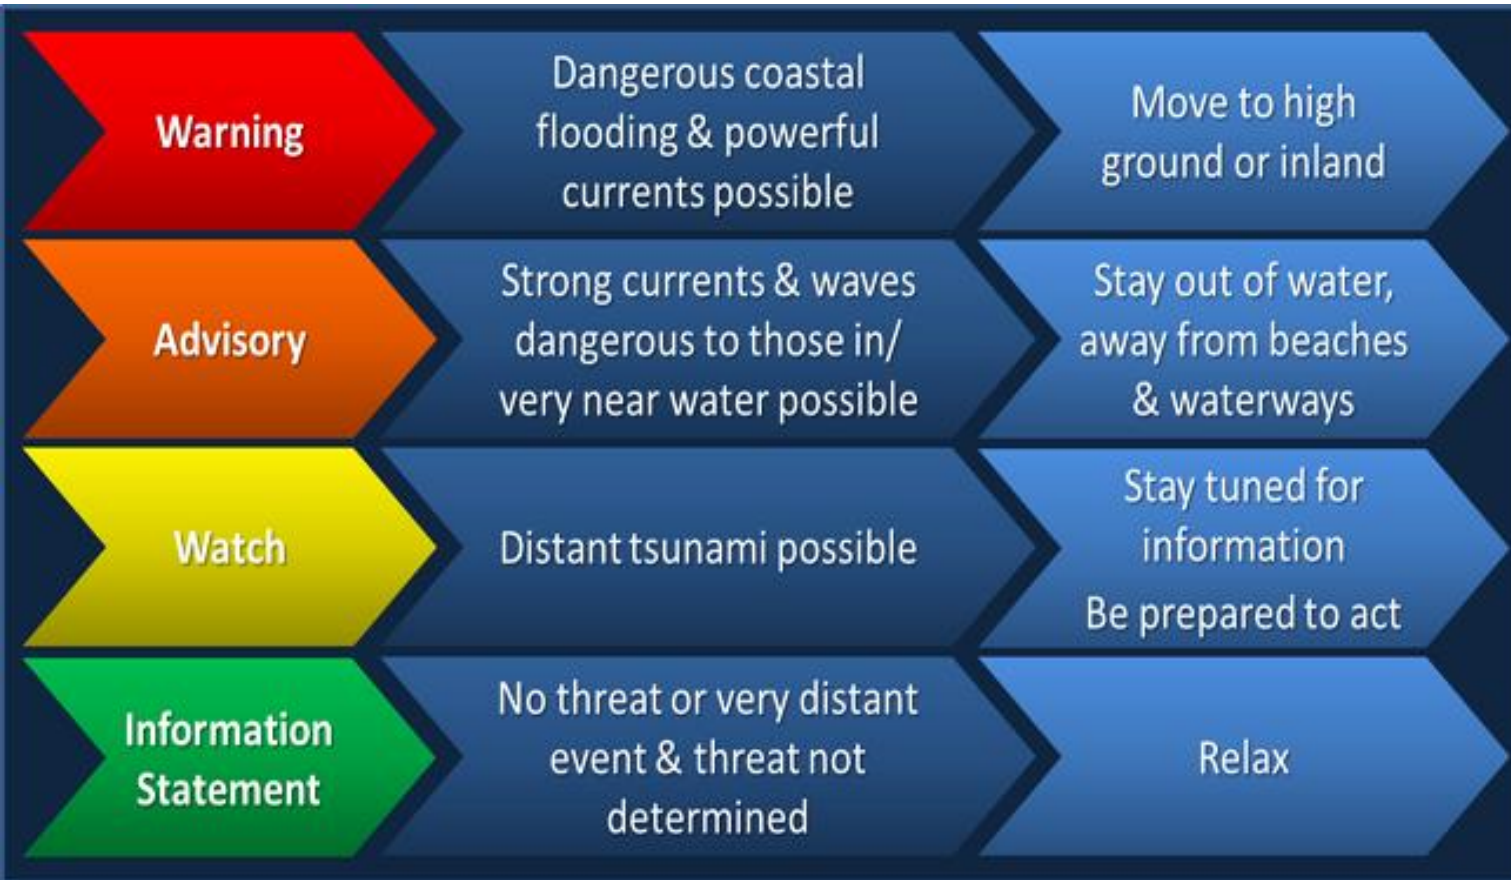 Warning
Dangerous coastal
flooding & powerful
currents possible
Move to high
ground or inland
Advisory
Strong currents & waves
dangerous to those in/
very near water possible
Stay out of water,
away from beaches
& waterways
Watch
Distant tsunami possible
Stay tuned for
information
Be prepared to act
Information
Statement
No threat or very distant
event & threat not
determined
Relax